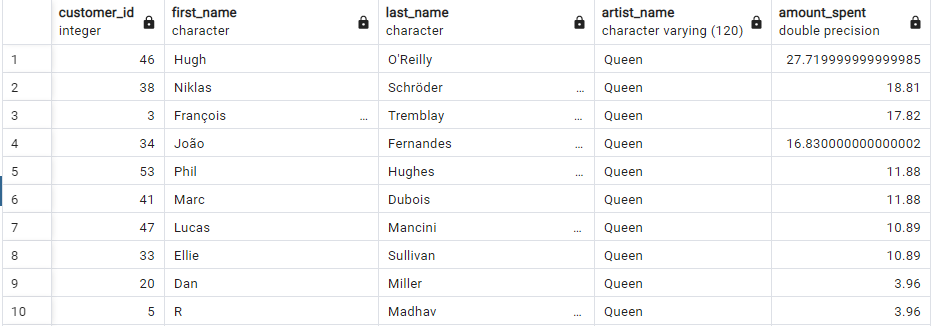 customer_id first_name last_name artist_name amount_spent
integer character character character varying (120) double precision
1 46 Hugh O'Reilly Queen 27.719999999999985
2 38 Niklas Schröder ... Queen 18.81
3 3 François ... Tremblay ... Queen 17.82
4 34 João Fernandes ... Queen 16.830000000000002
5 53 Phil Hughes ... Queen 11.88
6 41 Marc Dubois Queen 11.88
7 47 Lucas Mancini ... Queen 10.89
8 33 Ellie Sullivan Queen 10.89
9 20 Dan Miller Queen 3.96
10 5 R Madhav ... Queen 3.96